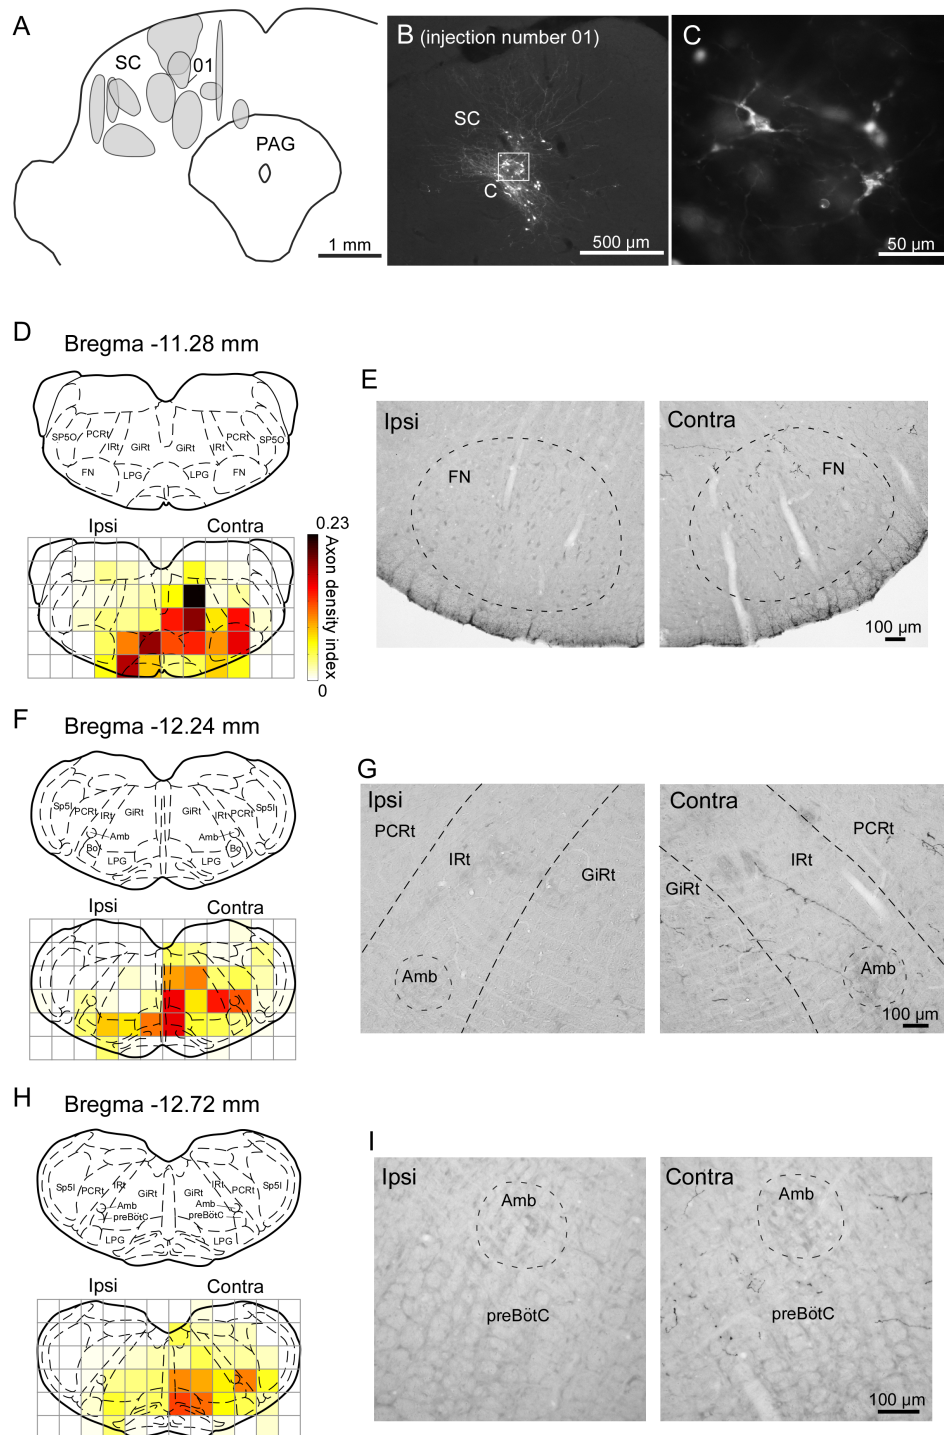 A
SC
01
PAG
1 mm
B (injection number 01)
SC
C
500 µm
C
50 µm
D
Bregma -11.28 mm
SP5O PCRt IRt GiRt GiRt IRt PCRt SP5O
FN LPG LPG FN
Ipsi Contra
0.23
Axon density index
0
E
Ipsi
FN
Contra
FN
100 µm
F
Bregma -12.24 mm
Sp5I PCRt IRt GiRt GiRt IRt PCRt Sp5I
Amb Amb
Bo LPG LPG Bo
Ipsi Contra
G
Ipsi
PCRt
IRt
GiRt
Amb
Contra
PCRt
IRt
GiRt
Amb
100 µm
H
Bregma -12.72 mm
Sp5I PCRt IRt GiRt GiRt IRt PCRt Sp5I
Amb Amb
preBötC preBötC
LPG LPG
Ipsi Contra
I
Ipsi
Amb
preBötC
Contra
Amb
preBötC
100 µm